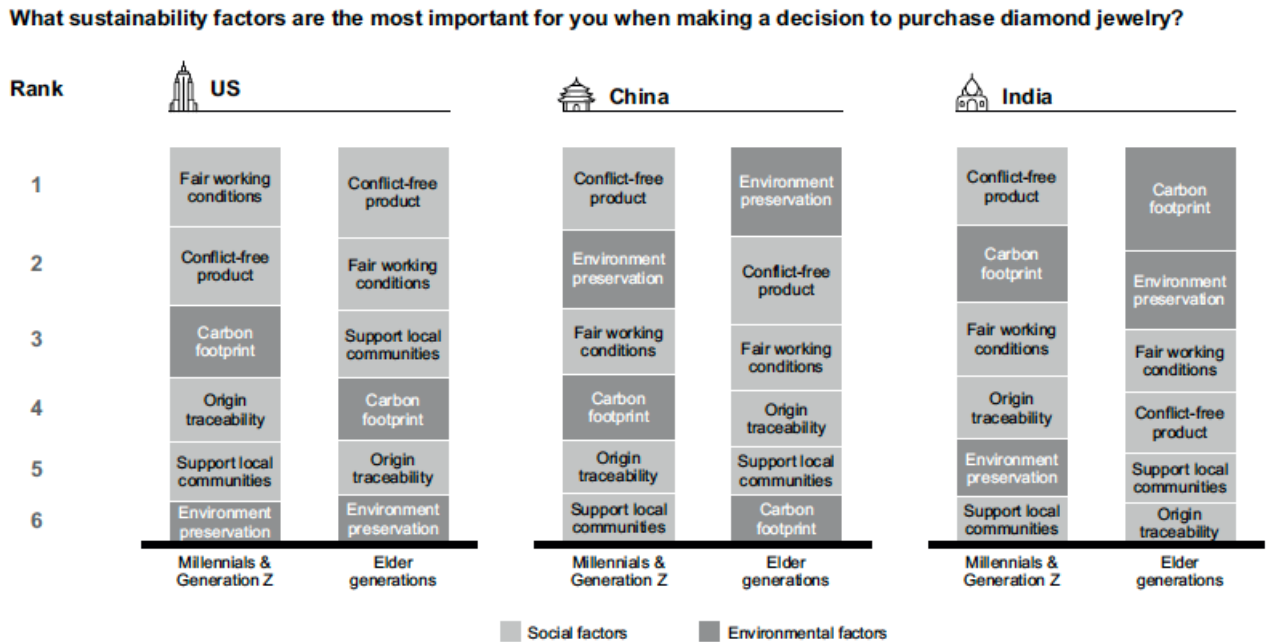 What sustainability factors are the most important for you when making a decision to purchase diamond jewelry?
Rank
US
China
India
1
2
3
4
5
6
Fair working
conditions
Conflict-free
product
Carbon
footprint
Origin
traceability
Support local
communities
Environment
preservation
Millennials &
Generation Z
Conflict-free
product
Fair working
conditions
Support local
communities
Carbon
footprint
Origin
traceability
Environment
preservation
Elder
generations
Conflict-free
product
Environment
preservation
Fair working
conditions
Carbon
footprint
Origin
traceability
Support local
communities
Millennials &
Generation Z
Environment
preservation
Conflict-free
product
Fair working
conditions
Origin
traceability
Support local
communities
Carbon
footprint
Elder
generations
Conflict-free
product
Carbon
footprint
Fair working
conditions
Origin
traceability
Environment
preservation
Support local
communities
Millennials &
Generation Z
Carbon
footprint
Environment
preservation
Fair working
conditions
Conflict-free
product
Support local
communities
Origin
traceability
Elder
generations
Social factors
Environmental factors